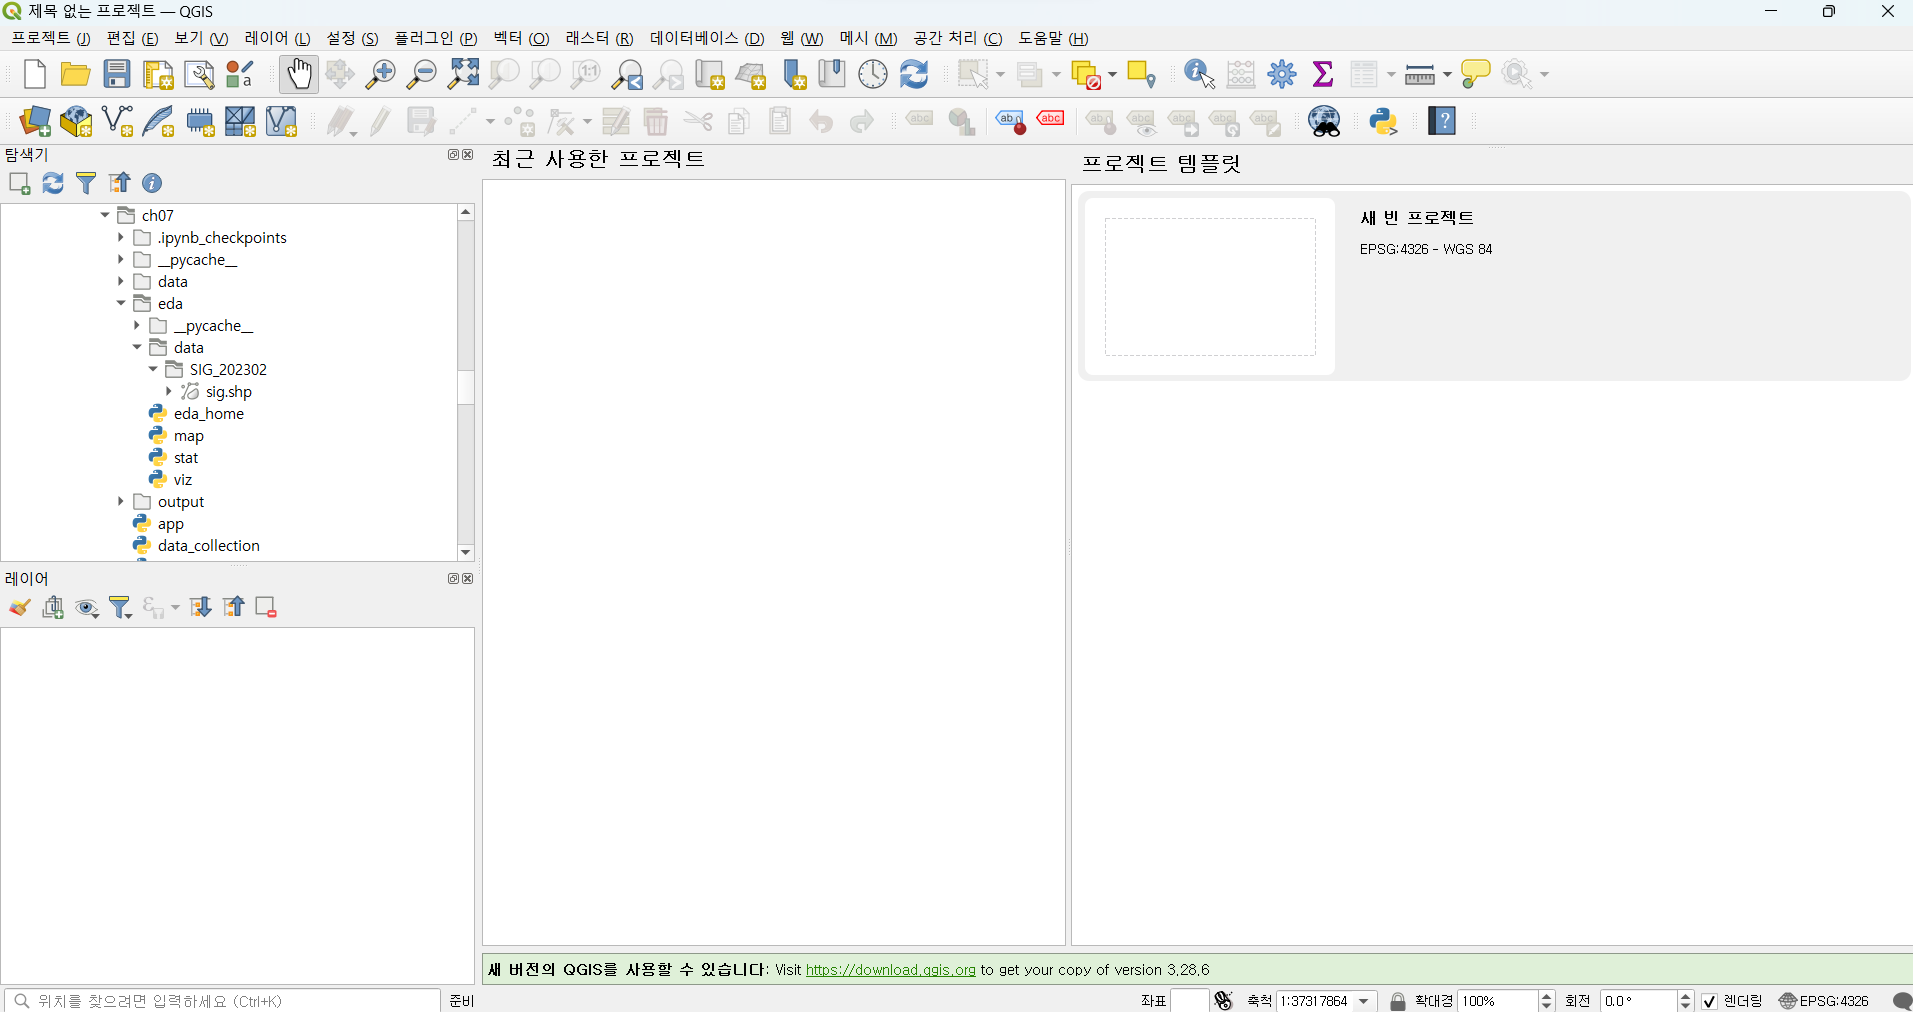 제목 없는 프로젝트 — QGIS
프로젝트 (J) 편집 (E) 보기 (V) 레이어 (L) 설정 (S) 플러그인 (P) 벡터 (O) 래스터 (R) 데이터베이스 (D) 웹 (W) 메시 (M) 공간 처리 (C) 도움말 (H)
탐색기
ch07
.ipynb_checkpoints
__pycache__
data
eda
__pycache__
data
SIG_202302
sig.shp
eda_home
map
stat
viz
output
app
data_collection
레이어
최근 사용한 프로젝트
프로젝트 템플릿
새 빈 프로젝트
EPSG:4326 - WGS 84
새 버전의 QGIS를 사용할 수 있습니다: Visit https://download.qgis.org to get your copy of version 3.28.6
위치를 찾으려면 입력하세요 (Ctrl+K) 준비 좌표 축척 1:37317864 확대경 100% 회전 0.0 ° 렌더링 EPSG:4326